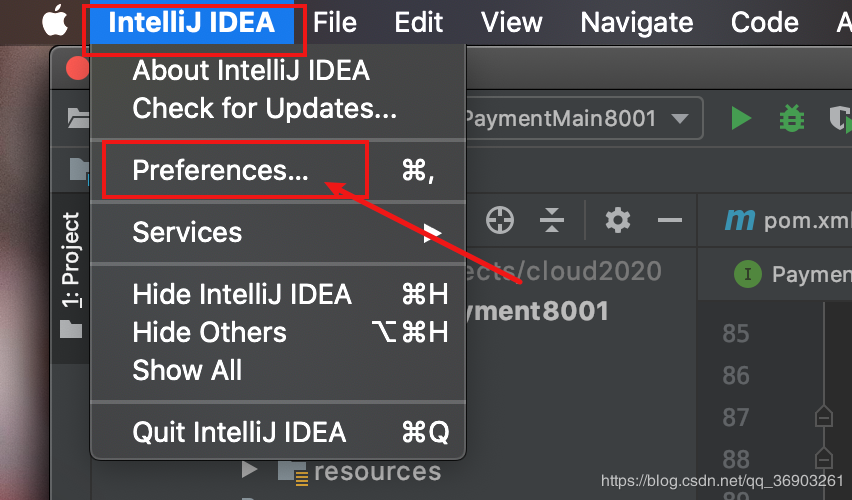 IntelliJ IDEA File Edit View Navigate Code A
About IntelliJ IDEA
Check for Updates...
PaymentMain8001
Preferences... ⌘,
Services
1: Project
pom.xml
ects/cloud2020
I Paymen
yment8001
Hide IntelliJ IDEA ⌘H
Hide Others ⌥⌘H
Show All
85
86
87
88
Quit IntelliJ IDEA ⌘Q
resources
https://blog.csdn.net/qq_36903261